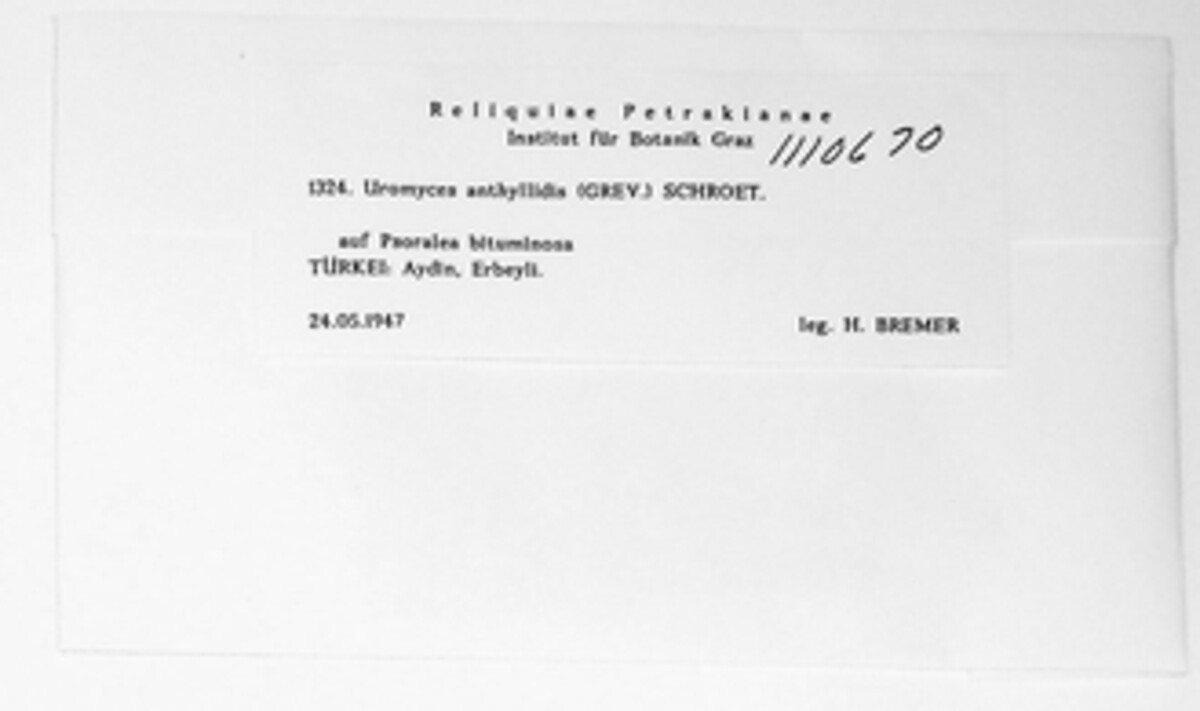 Reliquiae Petrakianae
Institut für Botanik Graz 1110670
1324. Uromyces anthyllidis (GREV.) SCHROET.
auf Psoralea bituminosa
TÜRKEI: Aydin, Erbeyli.
24.05.1947 leg. H. BREMER